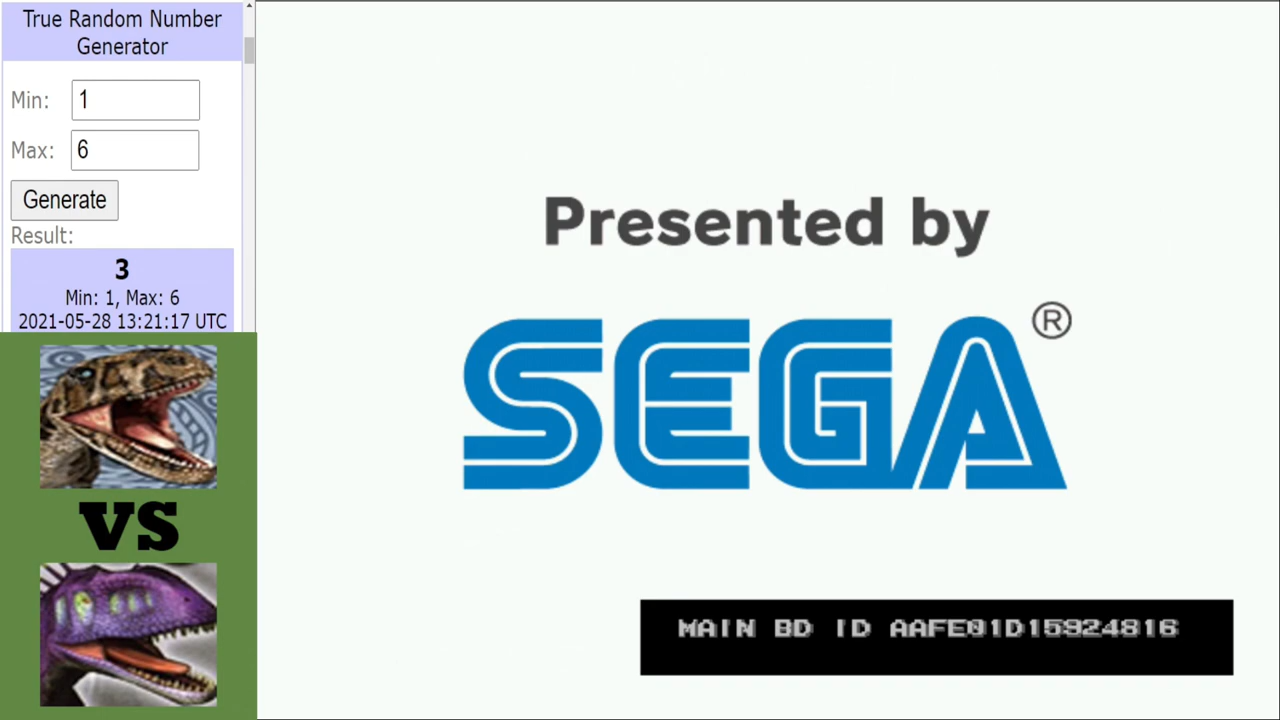 True Random Number
Generator
Min: 1
Max: 6
Generate
Result:
3
Min: 1, Max: 6
2021-05-28 13:21:17 UTC
VS
Presented by
SEGA®
MAIN BD ID AAFE01D15924816